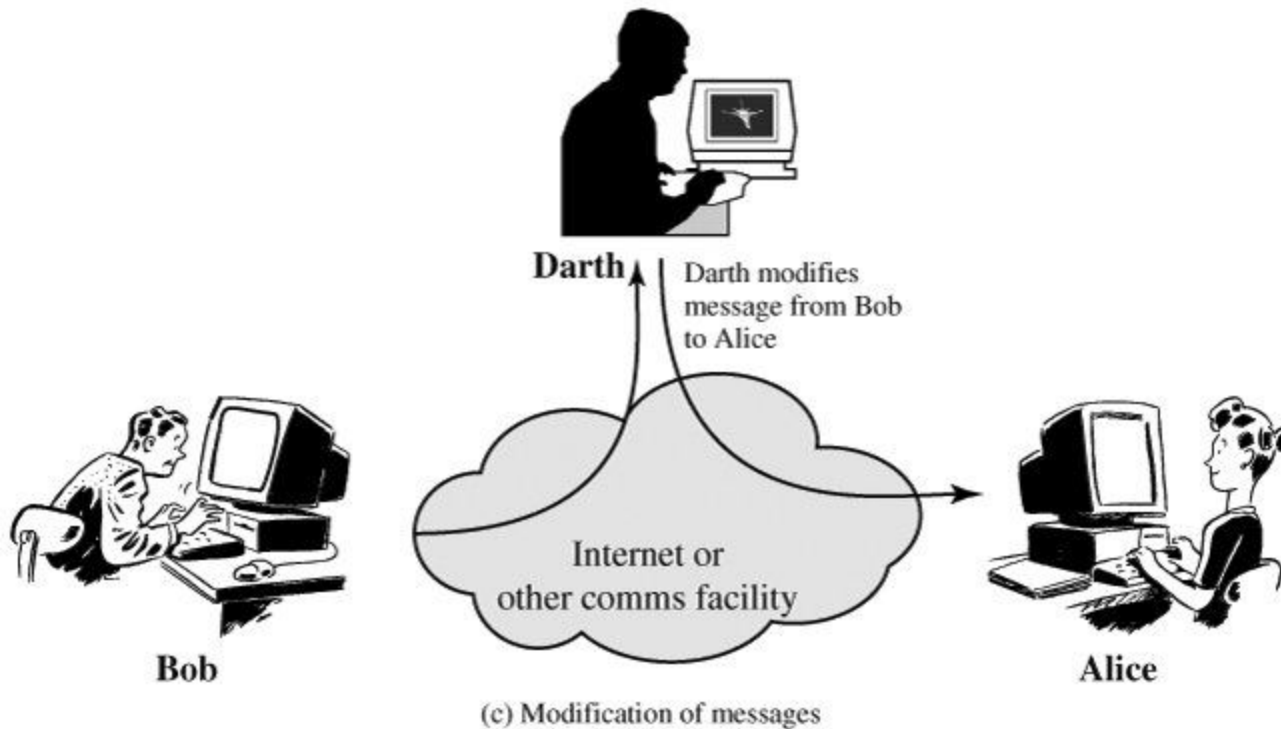 Darth
Darth modifies
message from Bob
to Alice
Internet or
other comms facility
Bob
Alice
(c) Modification of messages